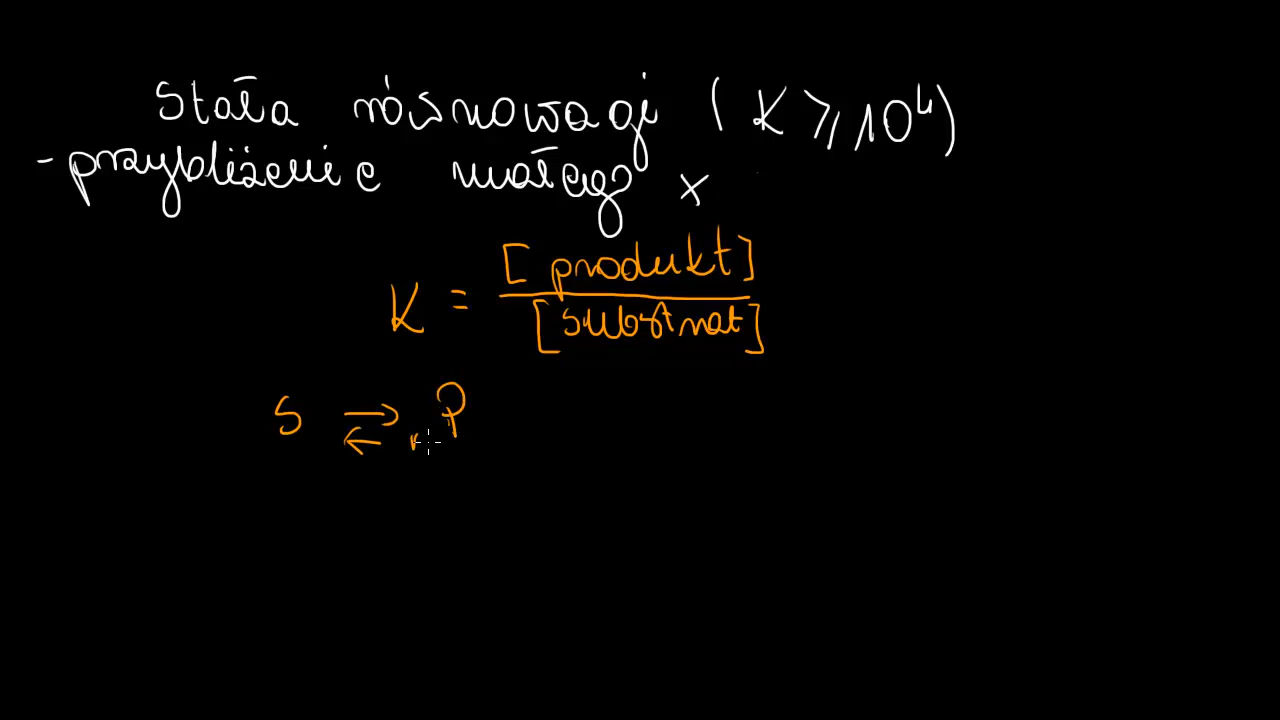 Stała równowagi (K ⩾ 10⁴)
- przybliżenie małego x
K = [produkt] / [substrat]
S ⇄ P